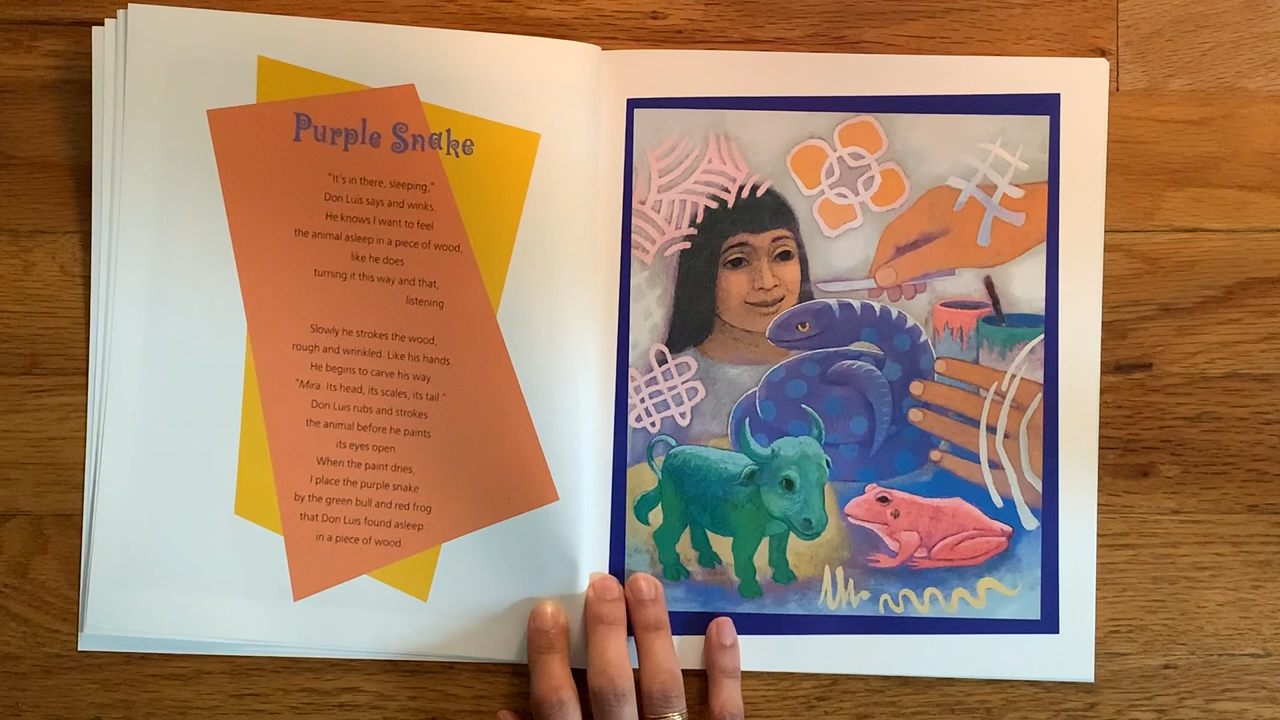 Purple Snake
"It's in there, sleeping,"
Don Luis says and winks.
He knows I want to feel
the animal asleep in a piece of wood,
like he does
turning it this way and that,
listening
Slowly he strokes the wood,
rough and wrinkled. Like his hands.
He begins to carve his way
"Mira. Its head, its scales, its tail."
Don Luis rubs and strokes
the animal before he paints
its eyes open.
When the paint dries,
I place the purple snake
by the green bull and red frog
that Don Luis found asleep
in a piece of wood.